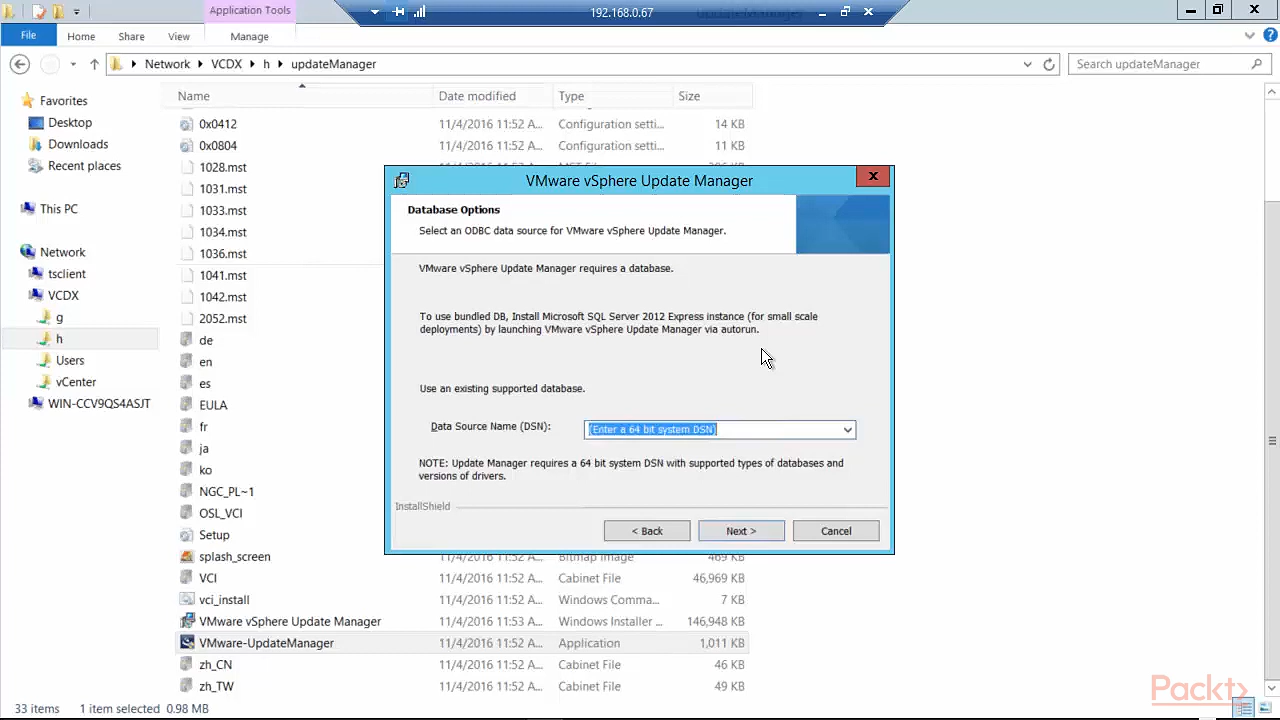 Application Tools
192.168.0.67
File
Home
Share
View
Manage
Network
VCDX
h
updateManager
Search updateManager
Name
Date modified
Type
Size
Favorites
Desktop
Downloads
Recent places
This PC
Network
tsclient
VCDX
g
h
Users
vCenter
WIN-CCV9QS4ASJT
0x0412 11/4/2016 11:52 A... Configuration setti... 14 KB
0x0804 11/4/2016 11:52 A... Configuration setti... 11 KB
1028.mst
1031.mst
1033.mst
1034.mst
1036.mst
1041.mst
1042.mst
2052.mst
de
en
es
EULA
fr
ja
ko
NGC_PL~1
OSL_VCI
Setup
splash_screen 11/4/2016 11:52 A... Bitmap image 469 KB
VCI 11/4/2016 11:52 A... Cabinet File 46,969 KB
vci_install 11/4/2016 11:52 A... Windows Comma... 7 KB
VMware vSphere Update Manager 11/4/2016 11:53 A... Windows Installer ... 146,948 KB
VMware-UpdateManager 11/4/2016 11:52 A... Application 1,011 KB
zh_CN 11/4/2016 11:52 A... Cabinet File 46 KB
zh_TW 11/4/2016 11:52 A... Cabinet File 49 KB
VMware vSphere Update Manager
X
Database Options
Select an ODBC data source for VMware vSphere Update Manager.
VMware vSphere Update Manager requires a database.
To use bundled DB, Install Microsoft SQL Server 2012 Express instance (for small scale
deployments) by launching VMware vSphere Update Manager via autorun.
Use an existing supported database.
Data Source Name (DSN):
(Enter a 64 bit system DSN)
NOTE: Update Manager requires a 64 bit system DSN with supported types of databases and
versions of drivers.
InstallShield
< Back
Next >
Cancel
33 items
1 item selected 0.98 MB
Packt